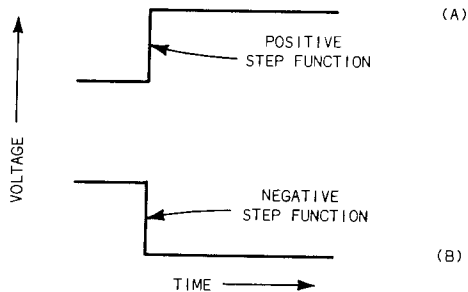 (A)
POSITIVE
STEP FUNCTION
VOLTAGE
NEGATIVE
STEP FUNCTION
(B)
TIME